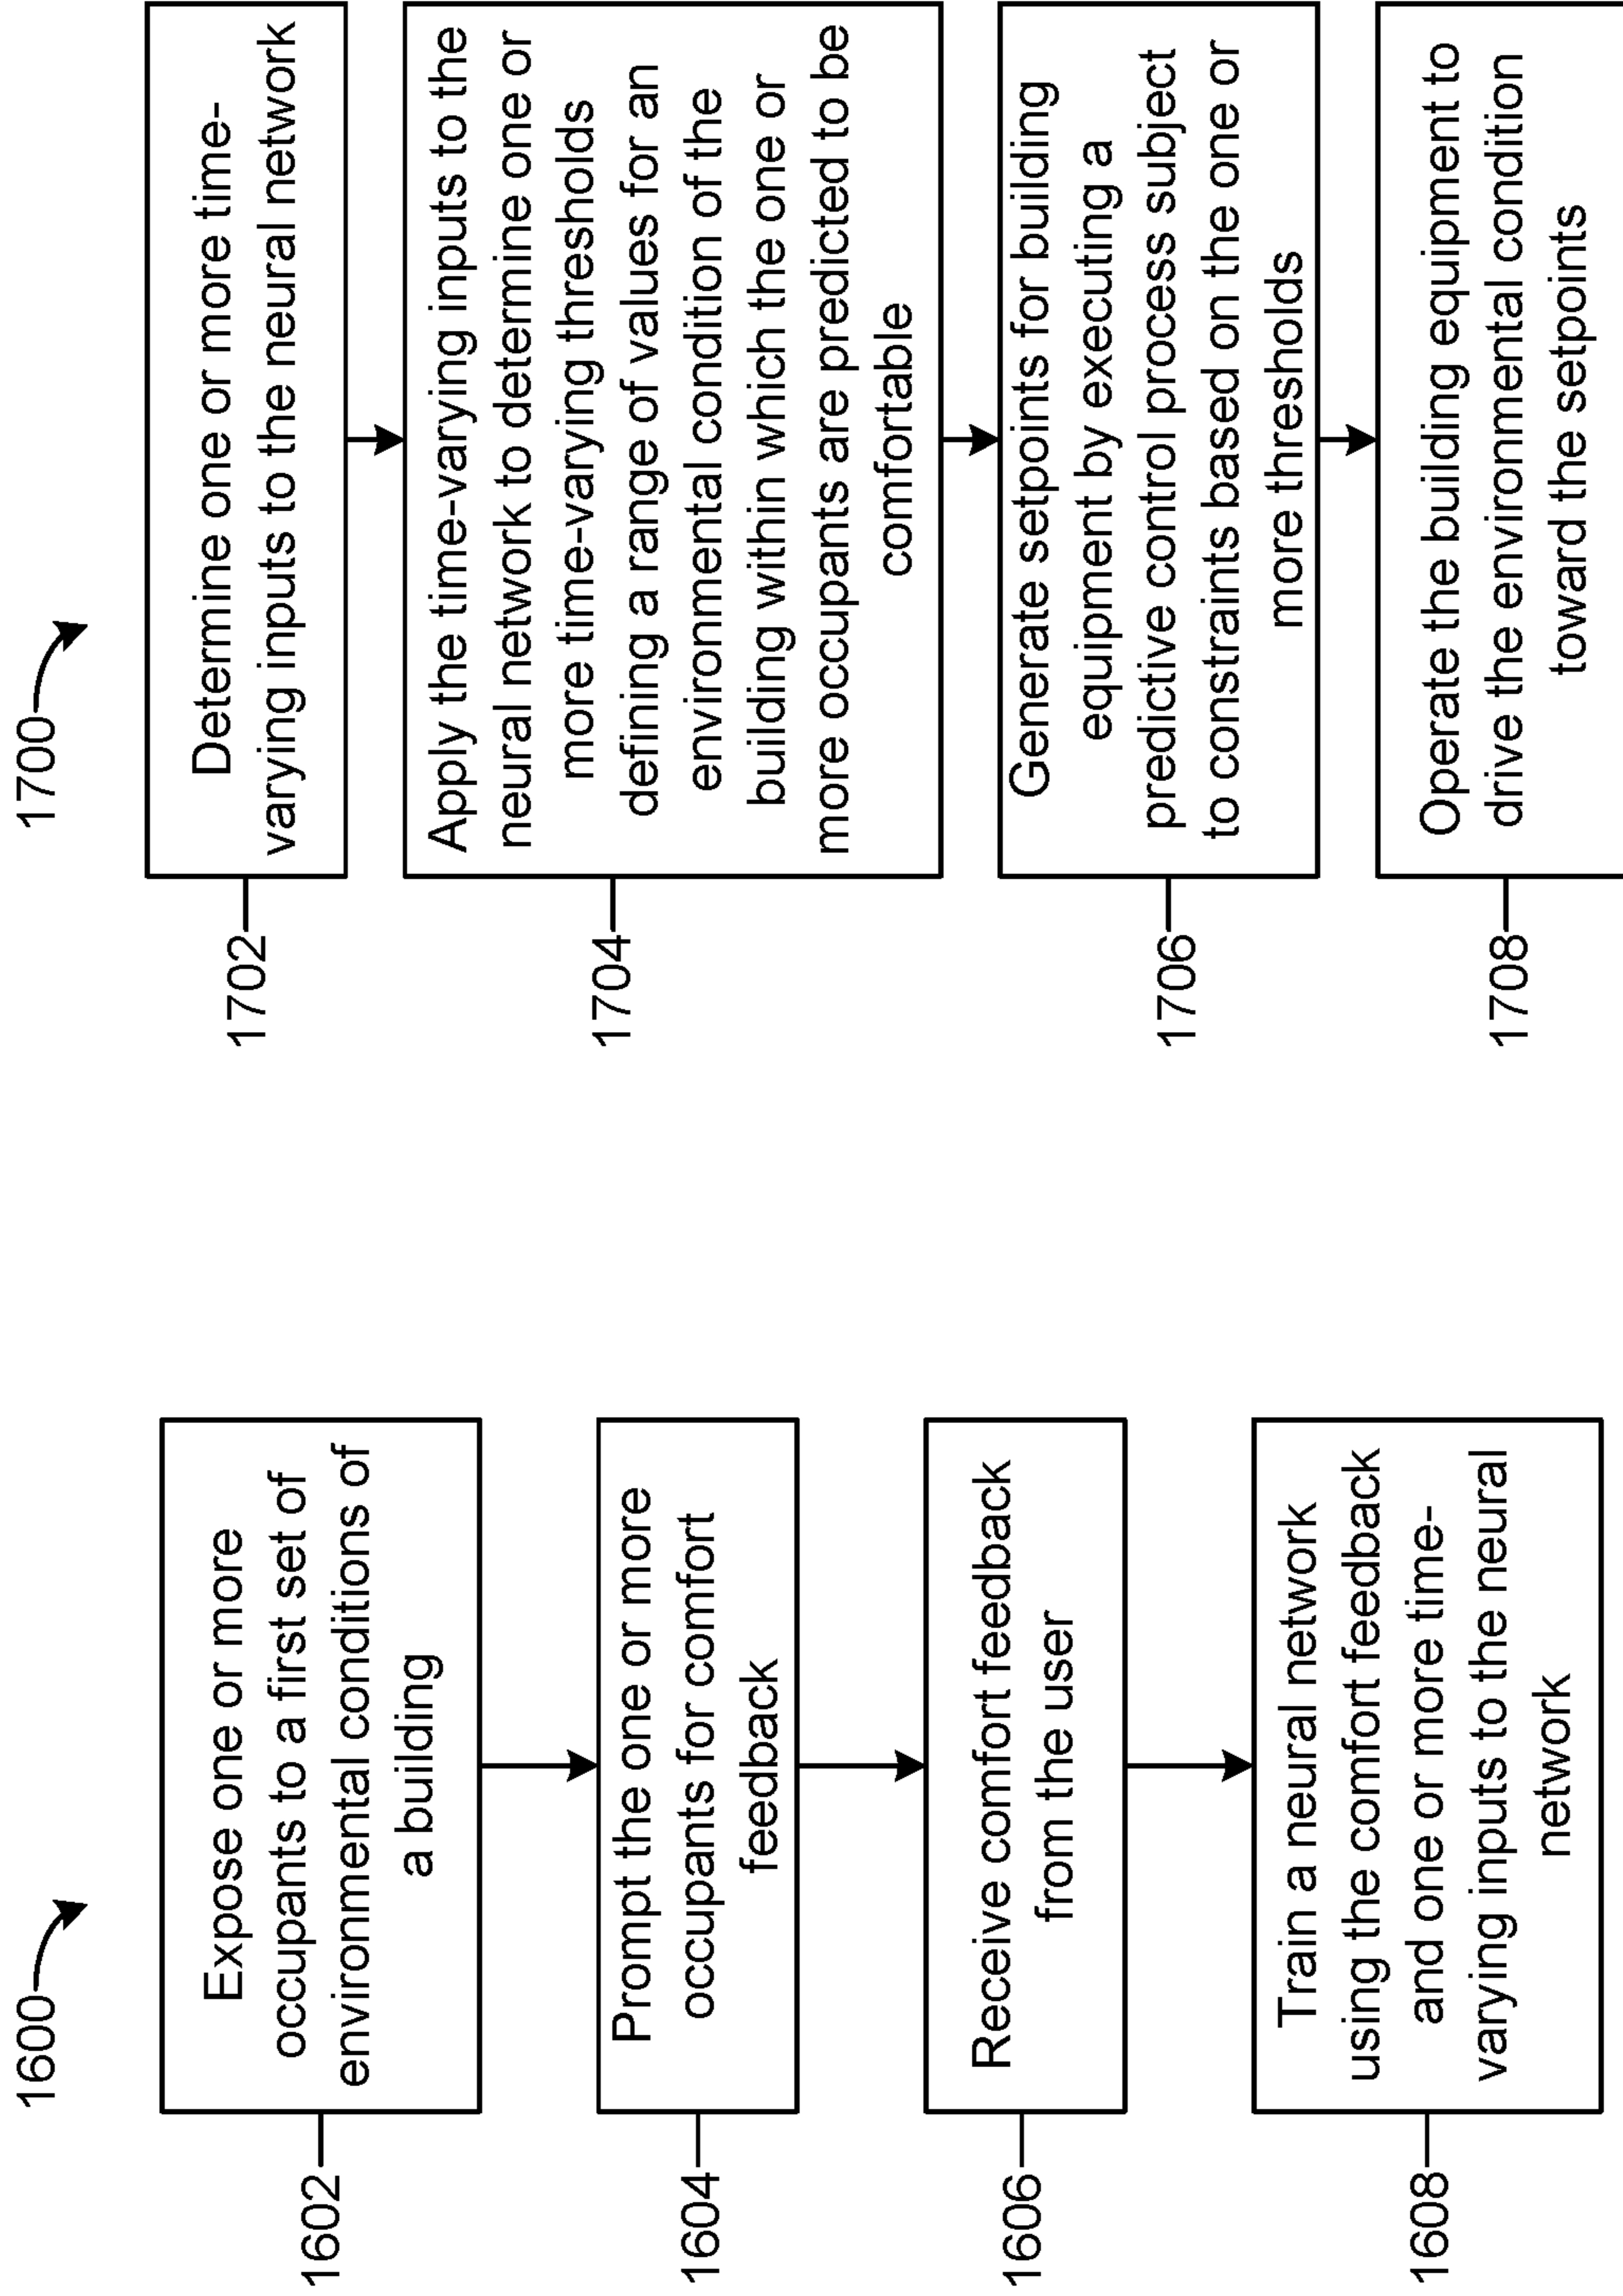 1600
1602
Expose one or more
occupants to a first set of
environmental conditions of
a building
1604
Prompt the one or more
occupants for comfort
feedback
1606
Receive comfort feedback
from the user
1608
Train a neural network
using the comfort feedback
and one or more time-
varying inputs to the neural
network
1700
1702
Determine one or more time-
varying inputs to the neural network
1704
Apply the time-varying inputs to the
neural network to determine one or
more time-varying thresholds
defining a range of values for an
environmental condition of the
building within which the one or
more occupants are predicted to be
comfortable
1706
Generate setpoints for building
equipment by executing a
predictive control process subject
to constraints based on the one or
more thresholds
1708
Operate the building equipment to
drive the environmental condition
toward the setpoints